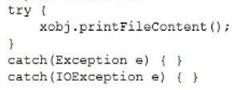 try {
    xobj.printFileContent();
}
catch(Exception e) { }
catch(IOException e) { }